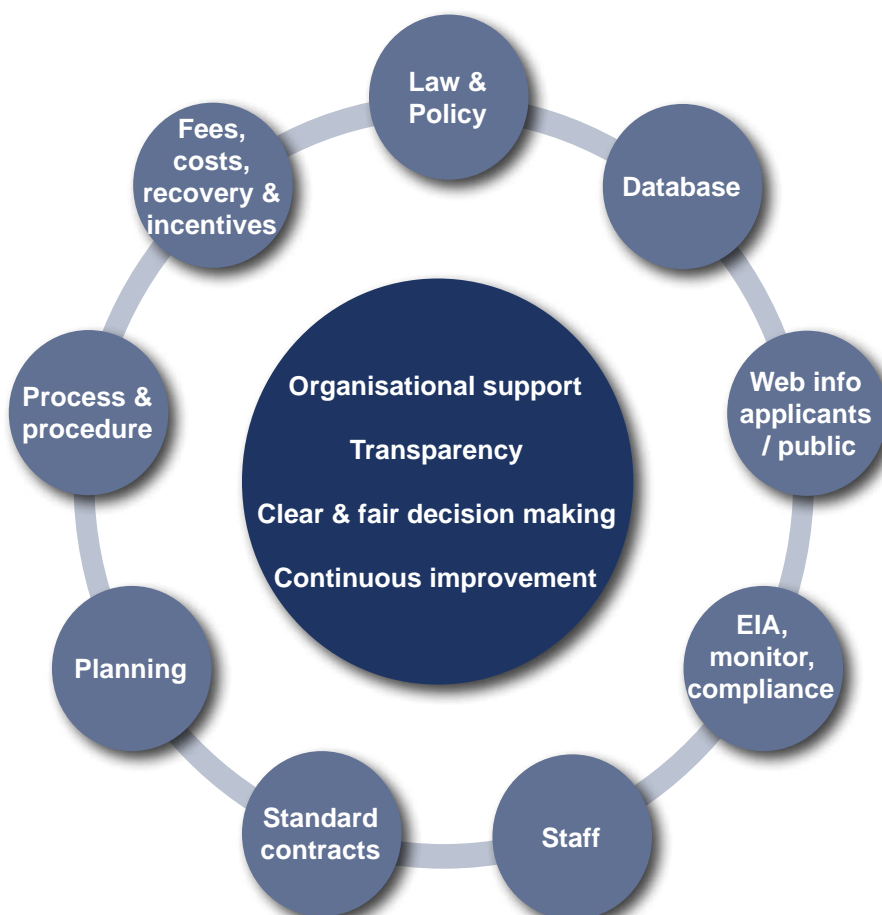 Law &
Policy
Database
Web info
applicants
/ public
EIA,
monitor,
compliance
Staff
Standard
contracts
Planning
Process &
procedure
Fees,
costs,
recovery &
incentives
Organisational support
Transparency
Clear & fair decision making
Continuous improvement